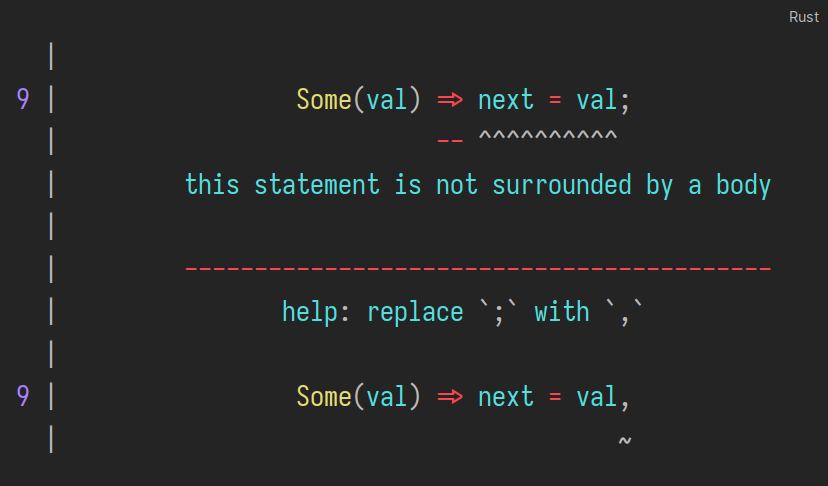 Rust
|
9 |                 Some(val) => next = val;
|                           -- ^^^^^^^^^^
|         this statement is not surrounded by a body
|
|         ------------------------------------------
|                help: replace `;` with `,`
|
9 |                 Some(val) => next = val,
|                                        ~